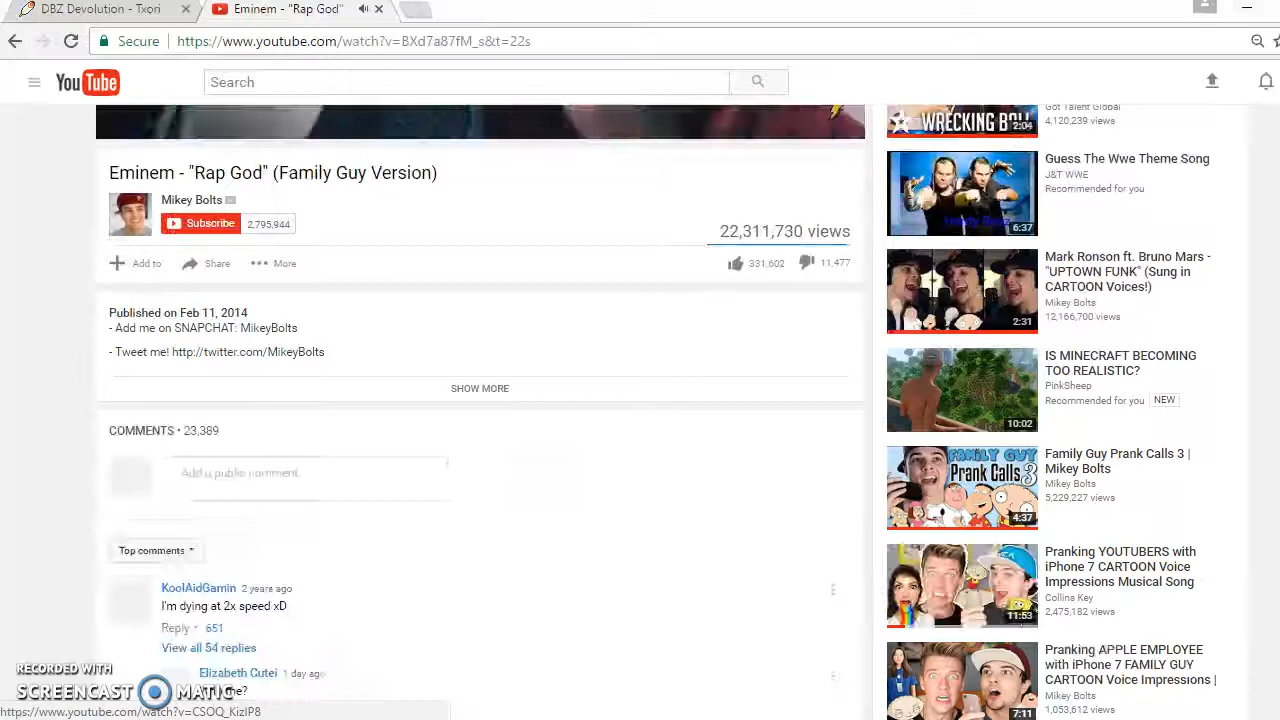 DBZ Devolution - Txori
Eminem - "Rap God"
Secure
https://www.youtube.com/watch?v=BXd7a87fM_s&t=22s
YouTube
Search
Eminem - "Rap God" (Family Guy Version)
Mikey Bolts
Subscribe 2,795,944
22,311,730 views
Add to Share More
331,602 11,477
Published on Feb 11, 2014
- Add me on SNAPCHAT: MikeyBolts
- Tweet me! http://twitter.com/MikeyBolts
SHOW MORE
COMMENTS • 23,389
Add a public comment...
Top comments
KoolAidGamin 2 years ago
I'm dying at 2x speed xD
Reply • 651
View all 54 replies
Elizabeth Cutei 1 day ago
RECORDED WITH
SCREENCAST MATIC
https://www.youtube.com/watch?v=CSOQ_KizIP8
Got Talent Global
4,120,239 views
WRECKING BALL
2:04
Guess The Wwe Theme Song
J&T WWE
Recommended for you
6:37
Mark Ronson ft. Bruno Mars -
"UPTOWN FUNK" (Sung in
CARTOON Voices!)
Mikey Bolts
12,166,700 views
2:31
IS MINECRAFT BECOMING
TOO REALISTIC?
PinkSheep
Recommended for you NEW
10:02
Family Guy Prank Calls 3 |
Mikey Bolts
Mikey Bolts
5,229,227 views
FAMILY GUY
Prank Calls 3
4:37
Pranking YOUTUBERS with
iPhone 7 CARTOON Voice
Impressions Musical Song
Collins Key
2,475,182 views
11:53
Pranking APPLE EMPLOYEE
with iPhone 7 FAMILY GUY
CARTOON Voice Impressions |
Mikey Bolts
1,053,612 views
7:11